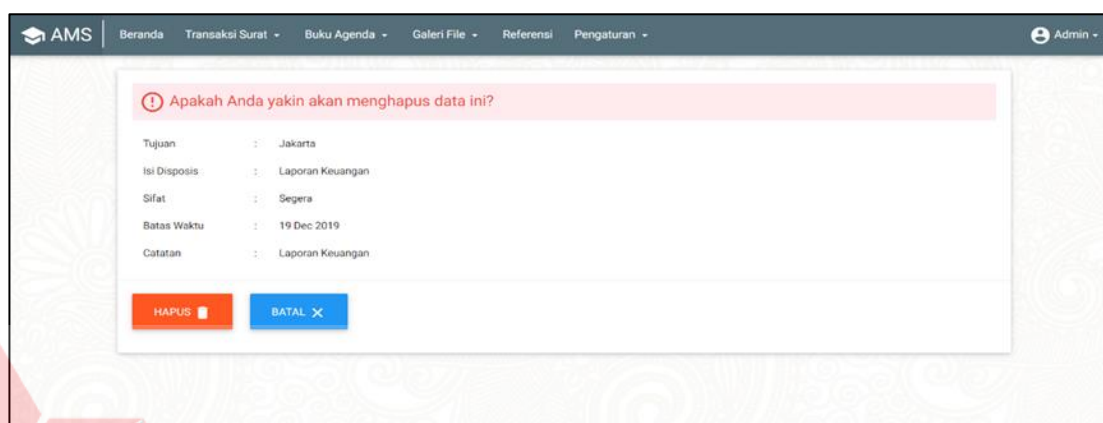 AMS Beranda Transaksi Surat Buku Agenda Galeri File Referensi Pengaturan Admin
Apakah Anda yakin akan menghapus data ini?
Tujuan : Jakarta
Isi Disposis : Laporan Keuangan
Sifat : Segera
Batas Waktu : 19 Dec 2019
Catatan : Laporan Keuangan
HAPUS BATAL